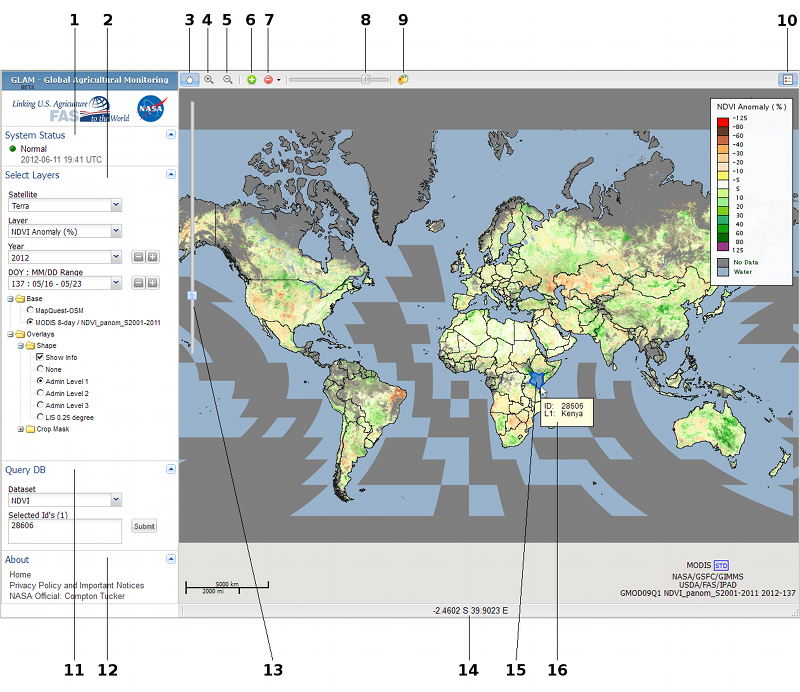 1 2 3 4 5 6 7 8 9 10
GLAM - Global Agricultural Monitoring
BETA
Linking U.S. Agriculture
FAS
to the World
NASA
System Status
Normal
2012-06-11 19:41 UTC
Select Layers
Satellite
Terra
Layer
NDVI Anomaly (%)
Year
2012
DOY : MM/DD Range
137 : 05/16 - 05/23
Base
MapQuest-OSM
MODIS 8-day / NDVI_panom_S2001-2011
Overlays
Shape
Show Info
None
Admin Level 1
Admin Level 2
Admin Level 3
LIS 0.25 degree
Crop Mask
Query DB
Dataset
NDVI
Selected Id's (1)
28606
Submit
About
Home
Privacy Policy and Important Notices
NASA Official: Compton Tucker
NDVI Anomaly (%)
-125
-80
-60
-40
-30
-20
-10
-5
5
10
20
30
40
60
80
125
No Data
Water
ID: 28606
L1: Kenya
5000 km
2000 mi
MODIS STD
NASA/GSFC/GIMMS
USDA/FAS/IPAD
GMOD09Q1 NDVI_panom_S2001-2011 2012-137
-2.4602 S 39.9023 E
11 12 13 14 15 16